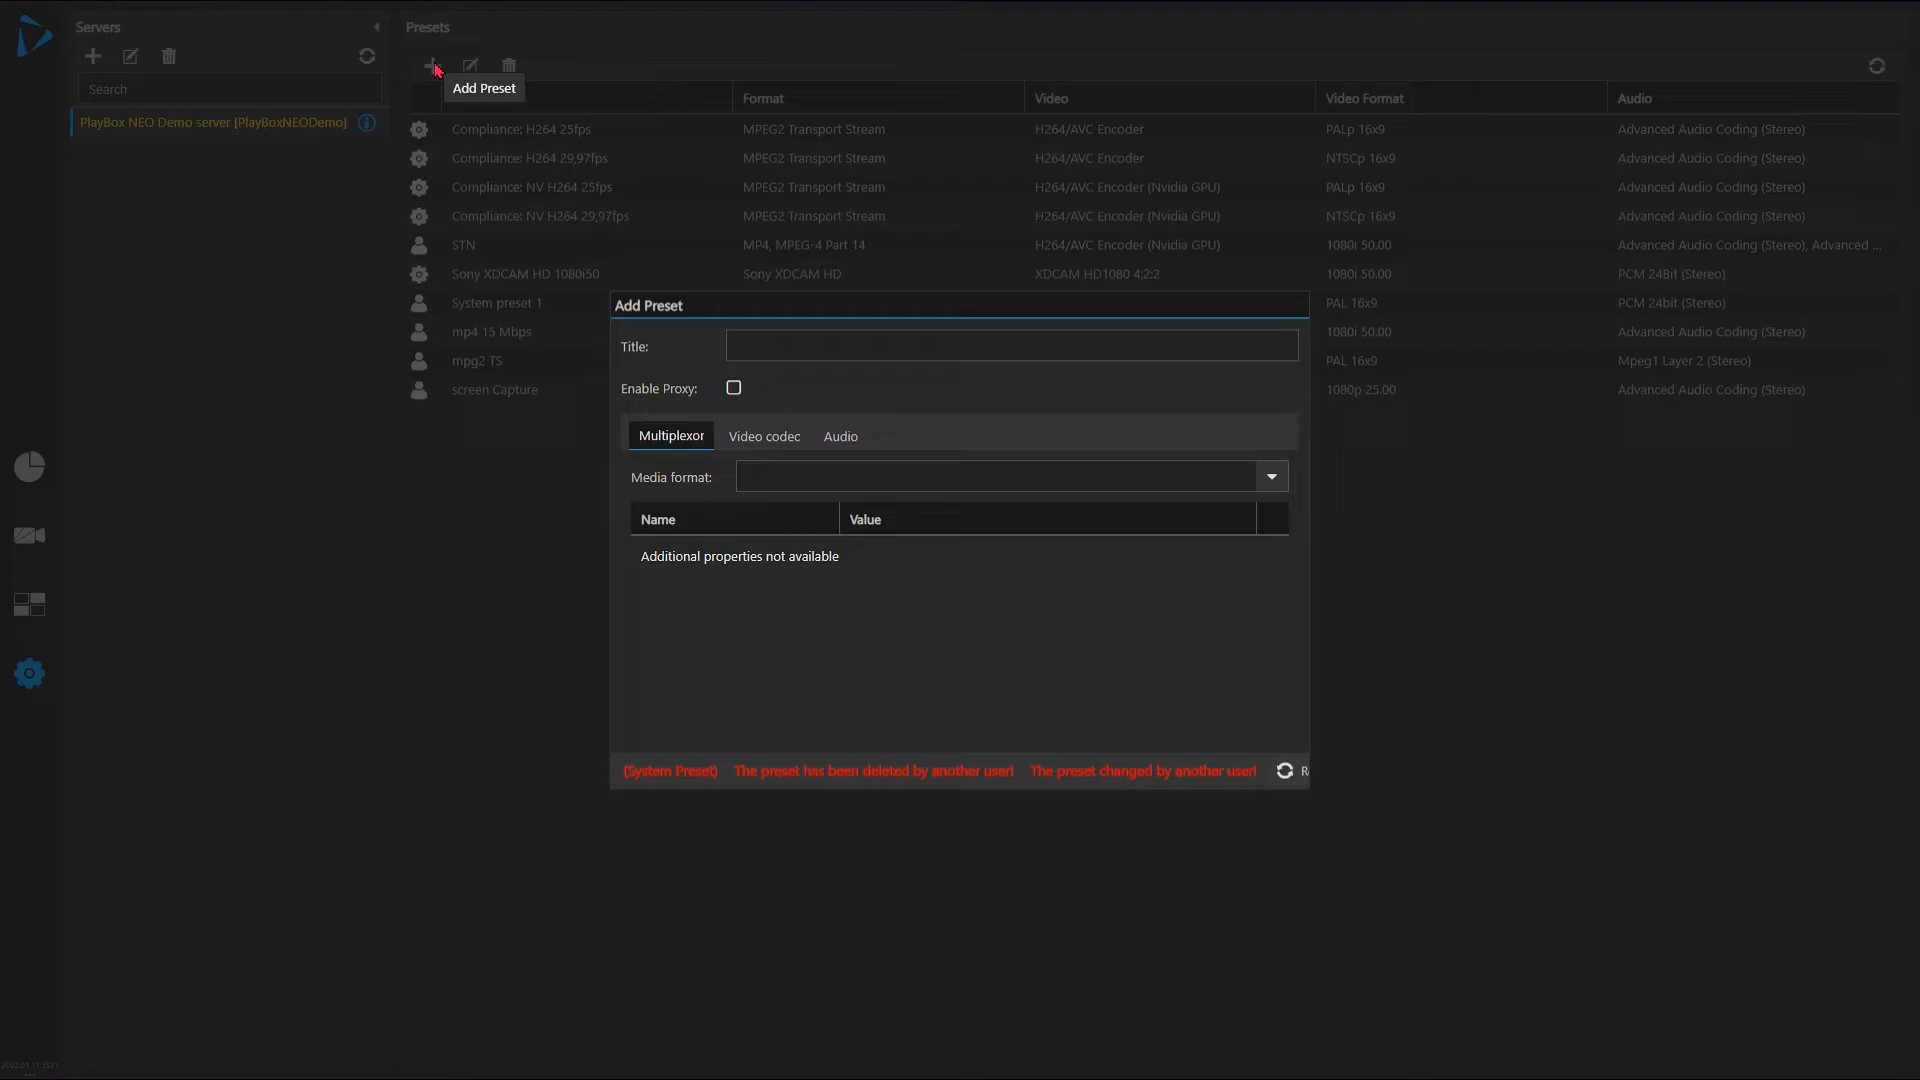 Servers
Search
PlayBox NEO Demo server [PlayBoxNEODemo]
Presets
Add Preset
Format Video Video Format Audio
Compliance: H264 25fps MPEG2 Transport Stream H264/AVC Encoder PALp 16x9 Advanced Audio Coding (Stereo)
Compliance: H264 29,97fps MPEG2 Transport Stream H264/AVC Encoder NTSCp 16x9 Advanced Audio Coding (Stereo)
Compliance: NV H264 25fps MPEG2 Transport Stream H264/AVC Encoder (Nvidia GPU) PALp 16x9 Advanced Audio Coding (Stereo)
Compliance: NV H264 29,97fps MPEG2 Transport Stream H264/AVC Encoder (Nvidia GPU) NTSCp 16x9 Advanced Audio Coding (Stereo)
STN MP4, MPEG-4 Part 14 H264/AVC Encoder (Nvidia GPU) 1080i 50.00 Advanced Audio Coding (Stereo), Advanced ...
Sony XDCAM HD 1080i50 Sony XDCAM HD XDCAM HD1080 4:2:2 1080i 50.00 PCM 24Bit (Stereo)
System preset 1 PAL 16x9 PCM 24bit (Stereo)
mp4 15 Mbps 1080i 50.00 Advanced Audio Coding (Stereo)
mpg2 TS PAL 16x9 Mpeg1 Layer 2 (Stereo)
screen Capture 1080p 25.00 Advanced Audio Coding (Stereo)
Add Preset
Title:
Enable Proxy:
Multiplexor Video codec Audio
Media format:
Name Value
Additional properties not available
(System Preset) The preset has been deleted by another user! The preset changed by another user!